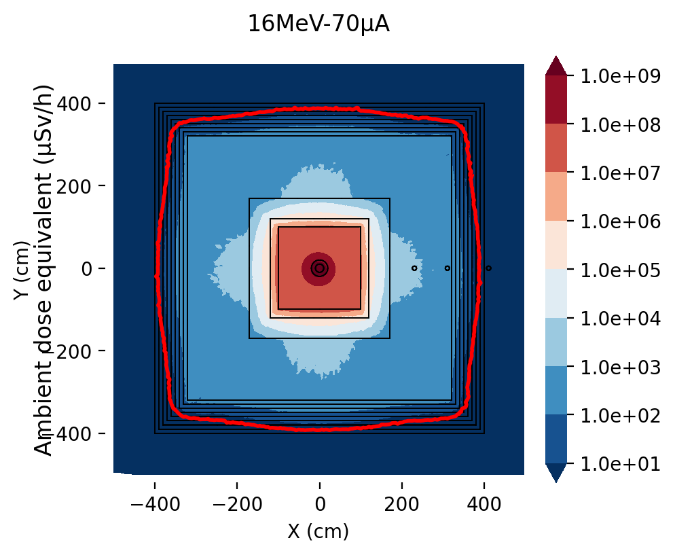 16MeV-70μA
Ambient dose equivalent (μSv/h)
Y (cm)
400
200
0
−200
−400
−400
−200
0
200
400
X (cm)
1.0e+09
1.0e+08
1.0e+07
1.0e+06
1.0e+05
1.0e+04
1.0e+03
1.0e+02
1.0e+01